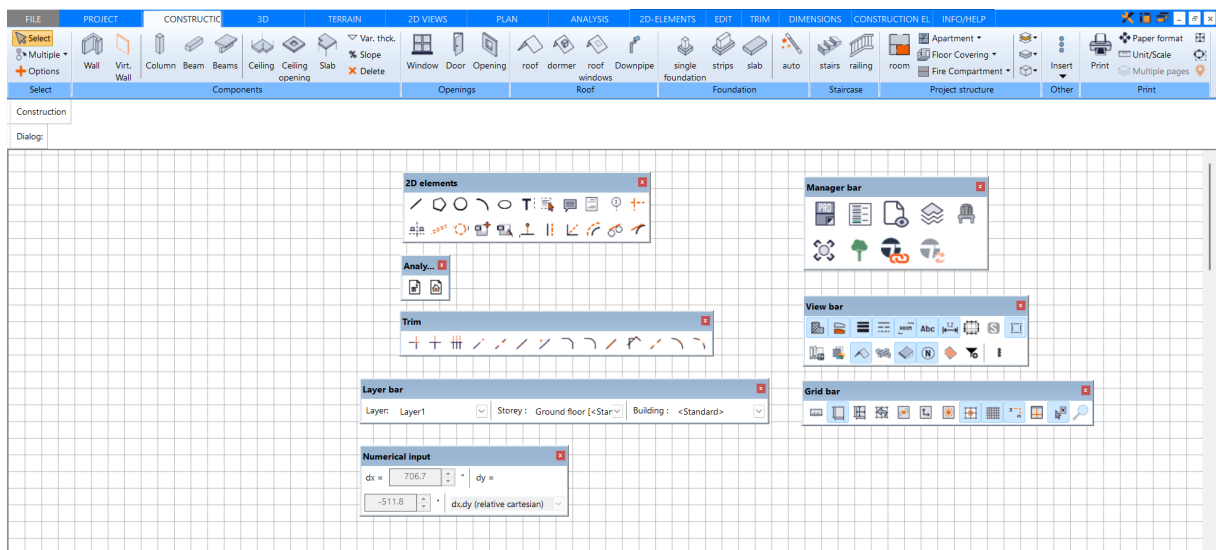 FILE PROJECT CONSTRUCTIC 3D TERRAIN 2D VIEWS PLAN ANALYSIS 2D-ELEMENTS EDIT TRIM DIMENSIONS CONSTRUCTION EL INFO/HELP
Select
Multiple
Options
Wall
Virt. Wall
Column
Beam
Beams
Ceiling
Ceiling opening
Slab
Var. thck.
% Slope
Delete
Window
Door
Opening
roof
dormer
roof windows
Downpipe
single foundation
strips
slab
auto
stairs
railing
room
Apartment
Floor Covering
Fire Compartment
Insert
Print
Paper format
Unit/Scale
Multiple pages
Select Components Openings Roof Foundation Staircase Project structure Other Print
Construction
Dialog:
2D elements
Manager bar
PRO
Analy...
View bar
Abc
1,2
S
N
Trim
Layer bar
Layer: Layer1 Storey : Ground floor [<Star Building : <Standard>
Grid bar
Numerical input
dx = 706.7 " dy =
-511.8 " dx,dy (relative cartesian)